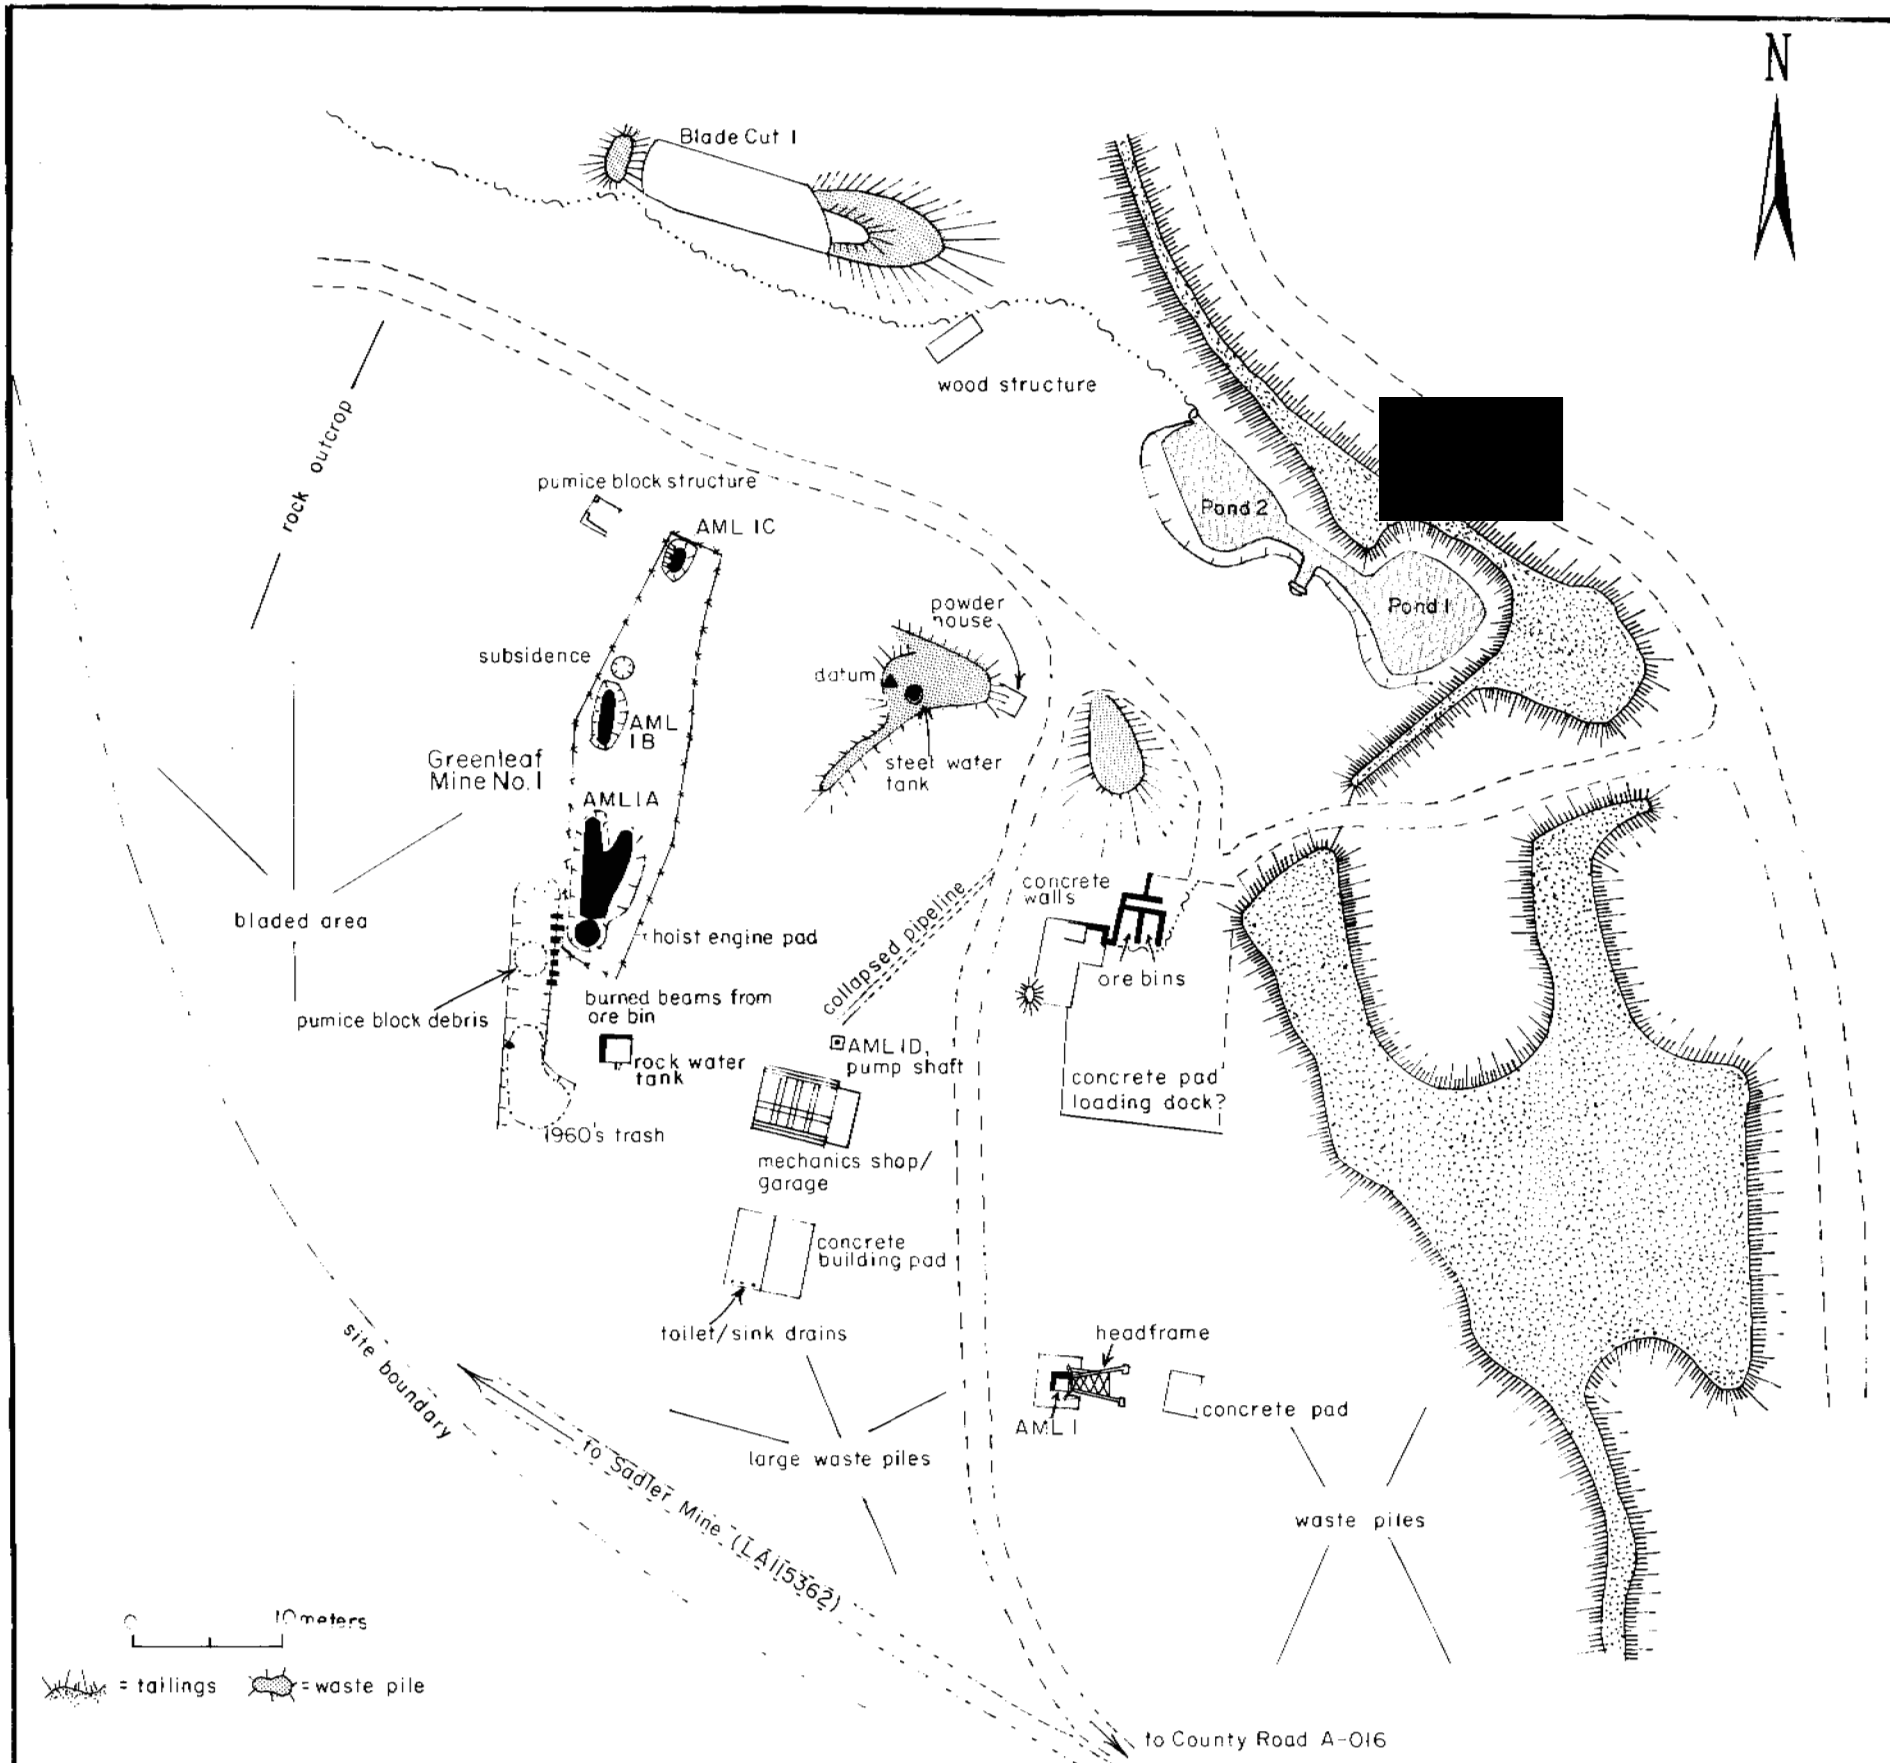 N
Blade Cut 1
wood structure
rock outcrop
pumice block structure
AML 1C
Pond 2
Pond 1
powder
house
subsidence
datum
AML
1B
Greenleaf
Mine No. 1
steel water
tank
AML1A
concrete
walls
bladed area
hoist engine pad
collapsed pipeline
ore bins
burned beams from
ore bin
pumice block debris
rock water
tank
AML 1D,
pump shaft
concrete pad
loading dock?
1960's trash
mechanics shop/
garage
concrete
building pad
toilet/sink drains
headframe
site boundary
AML 1
concrete pad
large waste piles
to Sadler Mine (LA115362)
waste piles
0 10 meters
= tailings
= waste pile
to County Road A-016